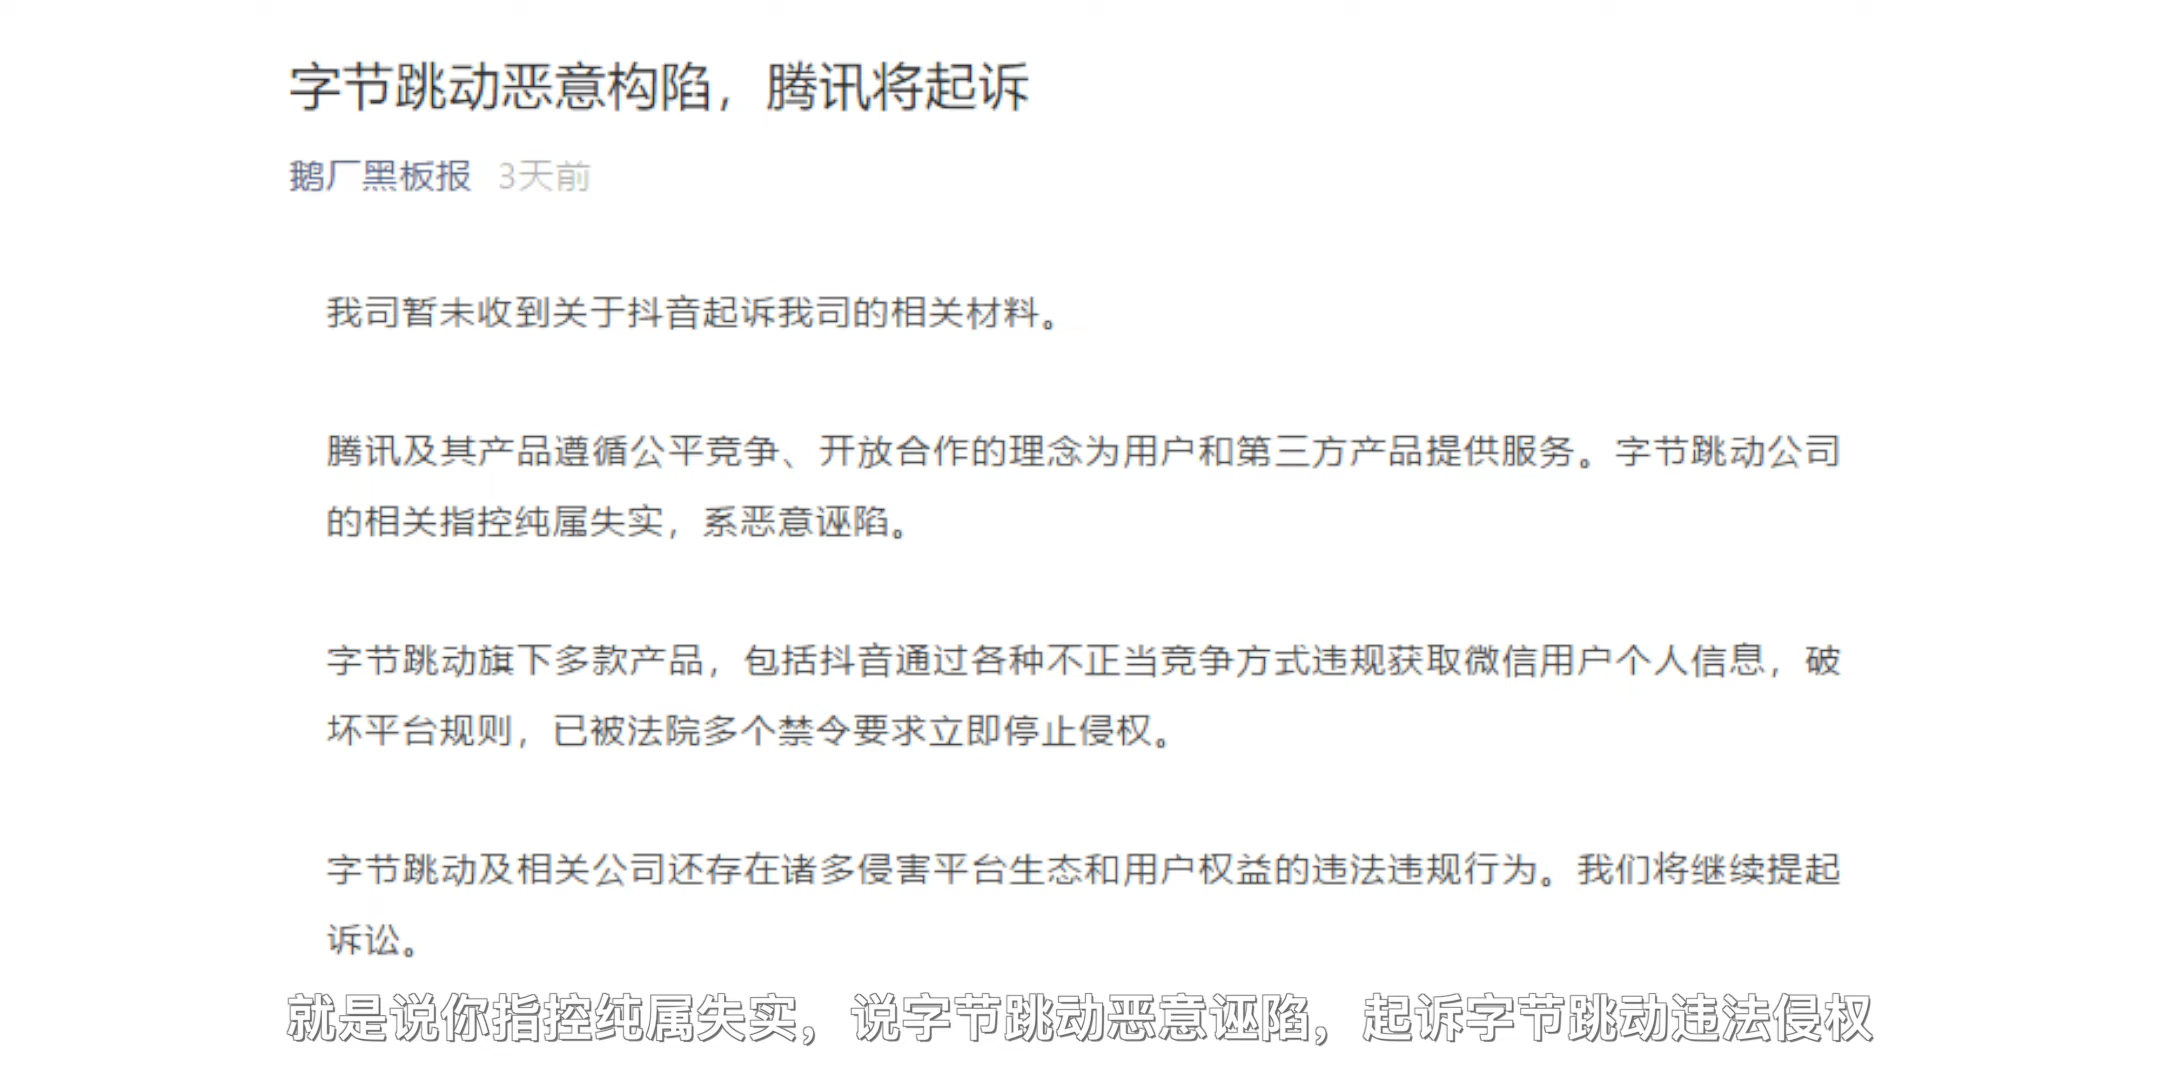 字节跳动恶意构陷，腾讯将起诉
鹅厂黑板报 3天前
我司暂未收到关于抖音起诉我司的相关材料。
腾讯及其产品遵循公平竞争、开放合作的理念为用户和第三方产品提供服务。字节跳动公司
的相关指控纯属失实，系恶意诬陷。
字节跳动旗下多款产品，包括抖音通过各种不正当竞争方式违规获取微信用户个人信息，破
坏平台规则，已被法院多个禁令要求立即停止侵权。
字节跳动及相关公司还存在诸多侵害平台生态和用户权益的违法违规行为。我们将继续提起
诉讼。
就是说你指控纯属失实，说字节跳动恶意诬陷，起诉字节跳动违法侵权